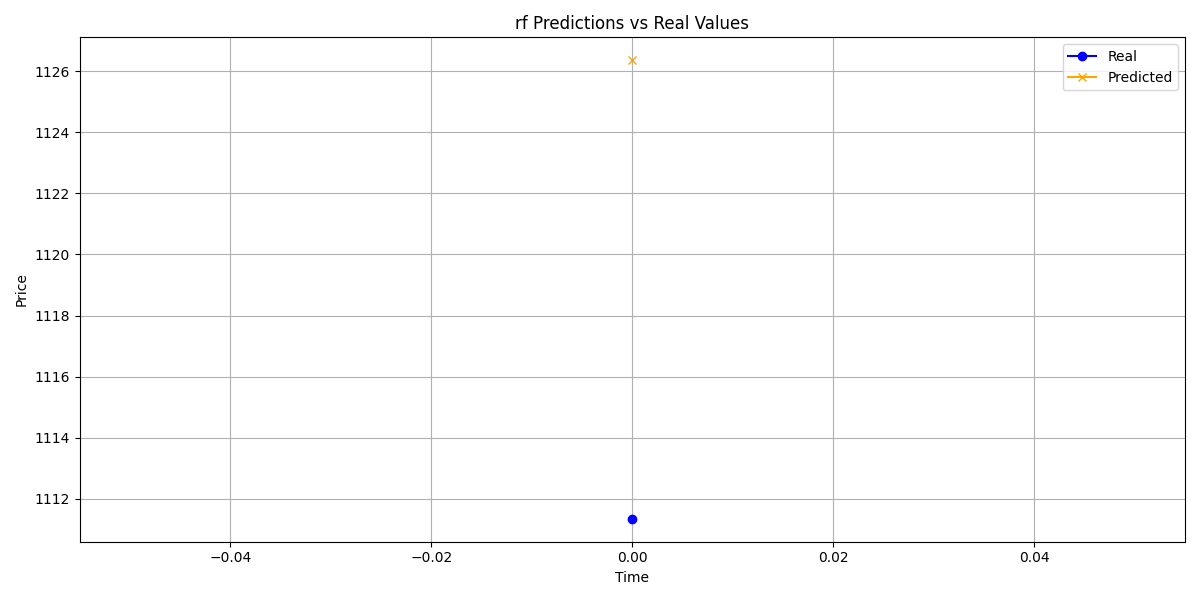 rf Predictions vs Real Values
Real
Predicted
1126
1124
1122
1120
1118
1116
1114
1112
Price
−0.04
−0.02
0.00
0.02
0.04
Time